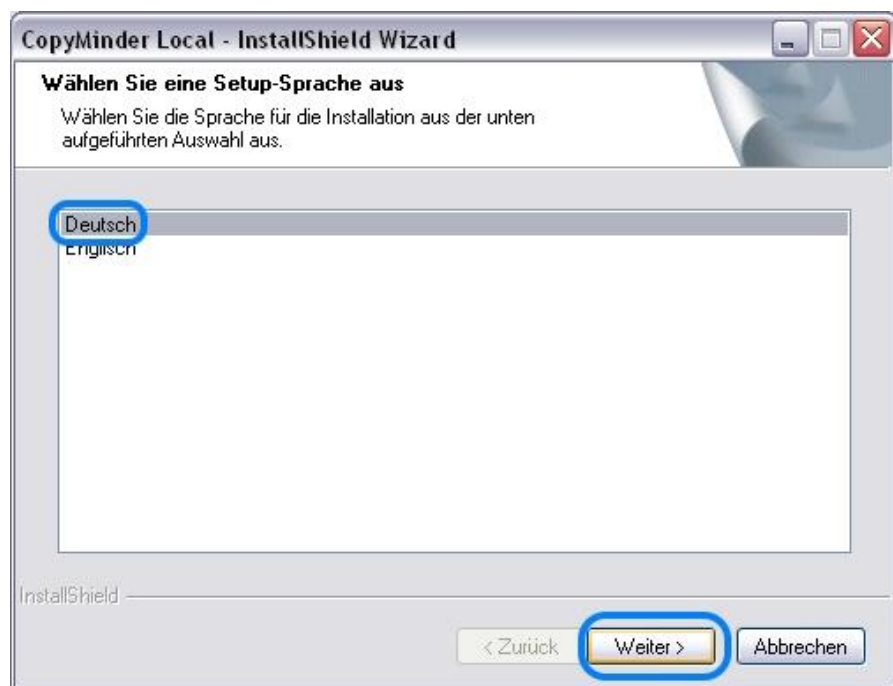 CopyMinder Local - InstallShield Wizard
Wählen Sie eine Setup-Sprache aus
Wählen Sie die Sprache für die Installation aus der unten
aufgeführten Auswahl aus.
Deutsch
Englisch
InstallShield
< Zurück
Weiter >
Abbrechen